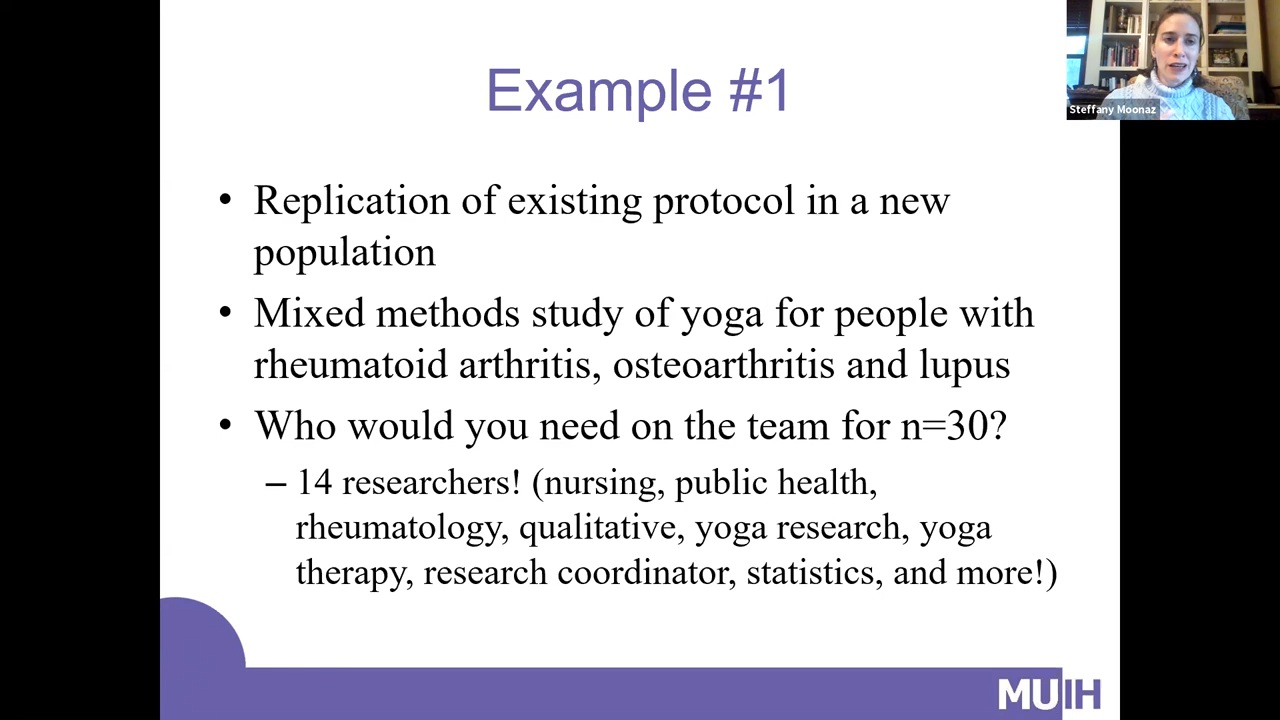 Example #1
Steffany Moonaz
• Replication of existing protocol in a new
population
• Mixed methods study of yoga for people with
rheumatoid arthritis, osteoarthritis and lupus
• Who would you need on the team for n=30?
– 14 researchers! (nursing, public health,
rheumatology, qualitative, yoga research, yoga
therapy, research coordinator, statistics, and more!)
MUIH